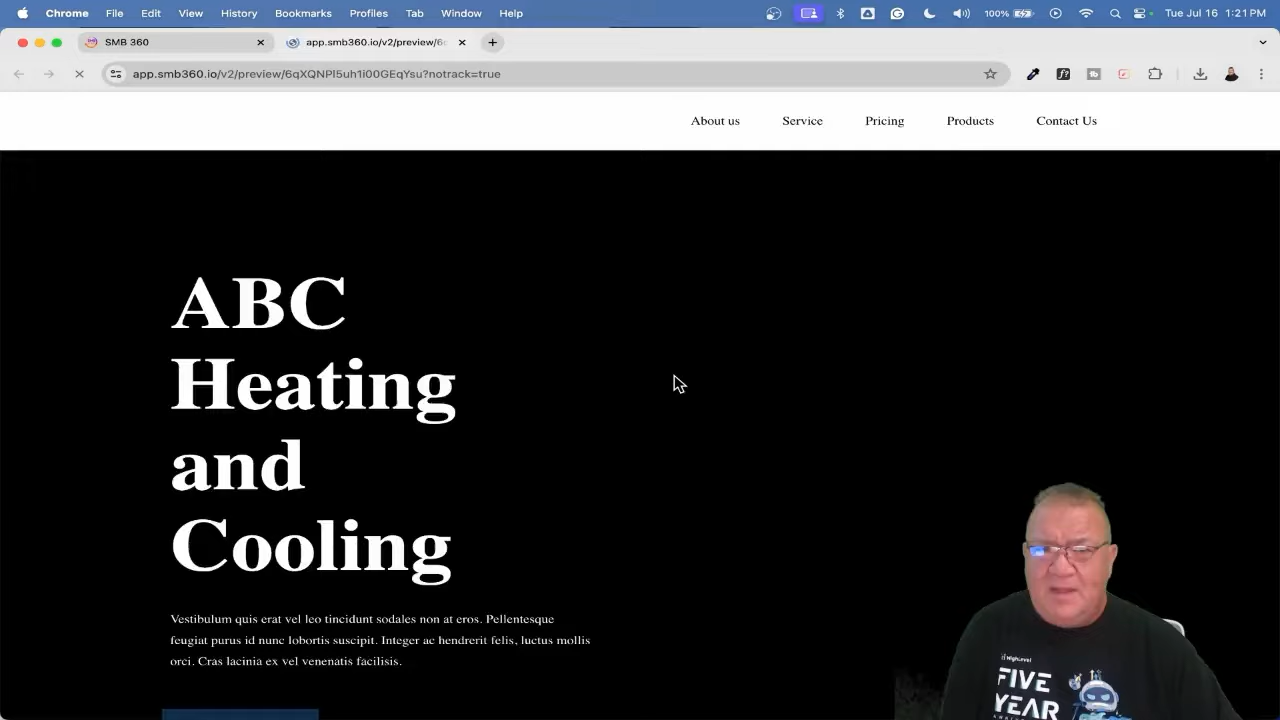 Chrome File Edit View History Bookmarks Profiles Tab Window Help 100% Tue Jul 16 1:21 PM
SMB 360 app.smb360.io/v2/preview/6
app.smb360.io/v2/preview/6qXQNPl5uh1i00GEqYsu?notrack=true
About us Service Pricing Products Contact Us
ABC
Heating
and
Cooling
Vestibulum quis erat vel leo tincidunt sodales non at eros. Pellentesque
feugiat purus id nunc lobortis suscipit. Integer ac hendrerit felis, luctus mollis
orci. Cras lacinia ex vel venenatis facilisis.
HighLevel
FIVE
YEAR